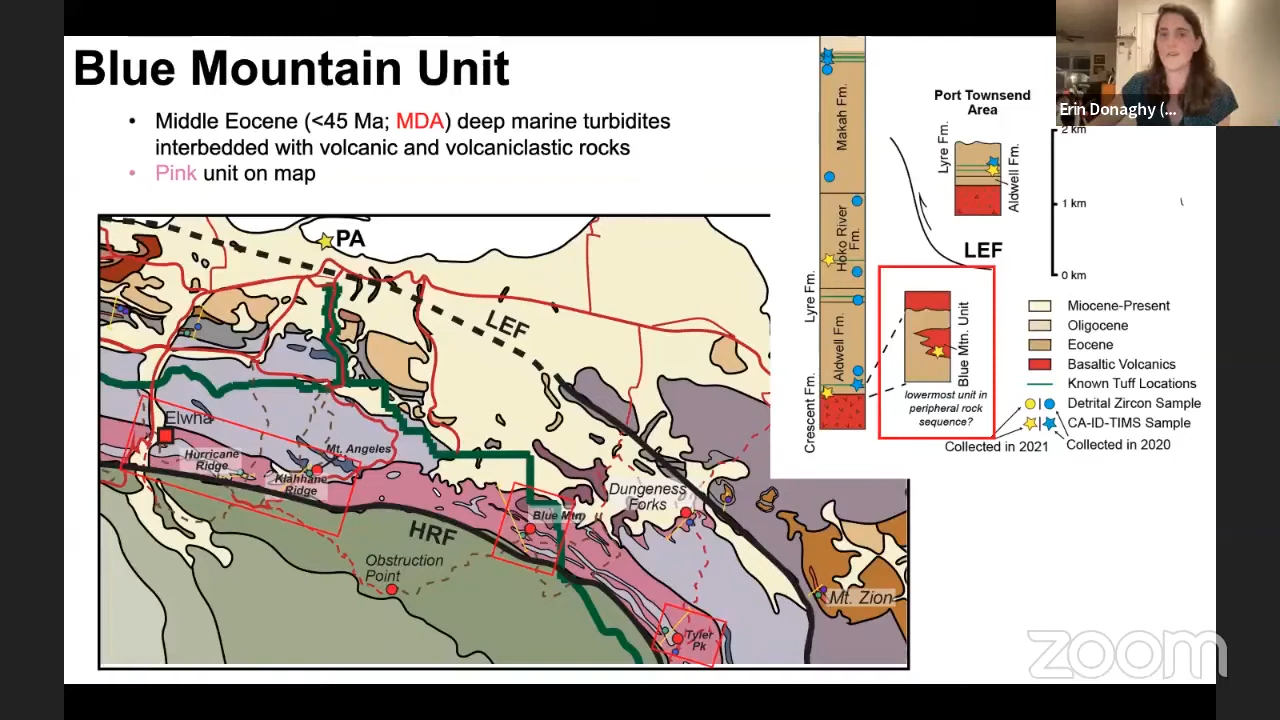 Blue Mountain Unit
• Middle Eocene (<45 Ma; MDA) deep marine turbidites
interbedded with volcanic and volcaniclastic rocks
• Pink unit on map
Erin Donaghy (...
Port Townsend
Area
Lyre Fm.
Aldwell Fm.
2 km
1 km
0 km
LEF
Makah Fm.
Hoko River
Fm.
Lyre Fm.
Aldwell Fm.
Crescent Fm.
Blue Mtn. Unit
lowermost unit in
peripheral rock
sequence?
Miocene-Present
Oligocene
Eocene
Basaltic Volcanics
Known Tuff Locations
Detrital Zircon Sample
CA-ID-TIMS Sample
Collected in 2021
Collected in 2020
PA
LEF
Elwha
Hurricane
Ridge
Mt. Angeles
Klahhane
Ridge
HRF
Obstruction
Point
Blue Mtn
Dungeness
Forks
Mt. Zion
Tyler
Pk
zoom